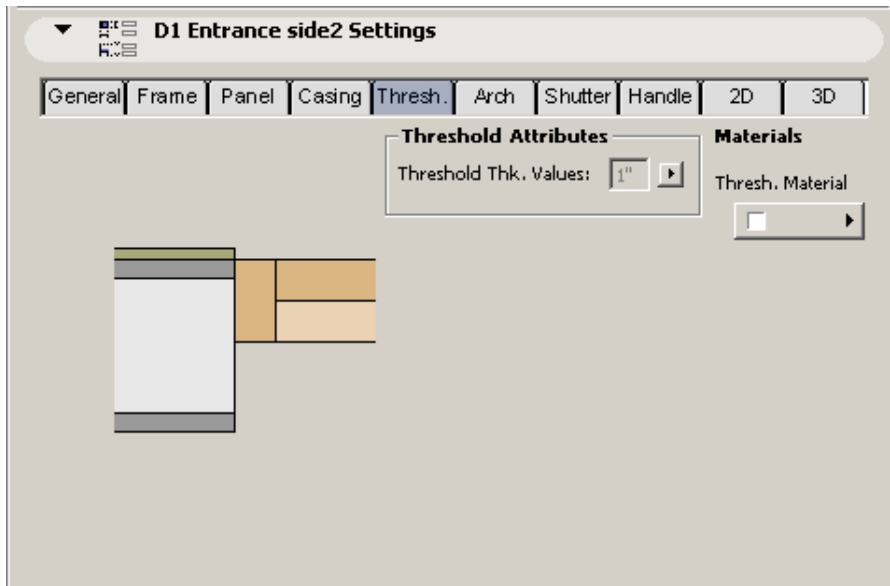 D1 Entrance side2 Settings
General Frame Panel Casing Thresh. Arch Shutter Handle 2D 3D
Threshold Attributes Materials
Threshold Thk. Values: 1"
Thresh. Material